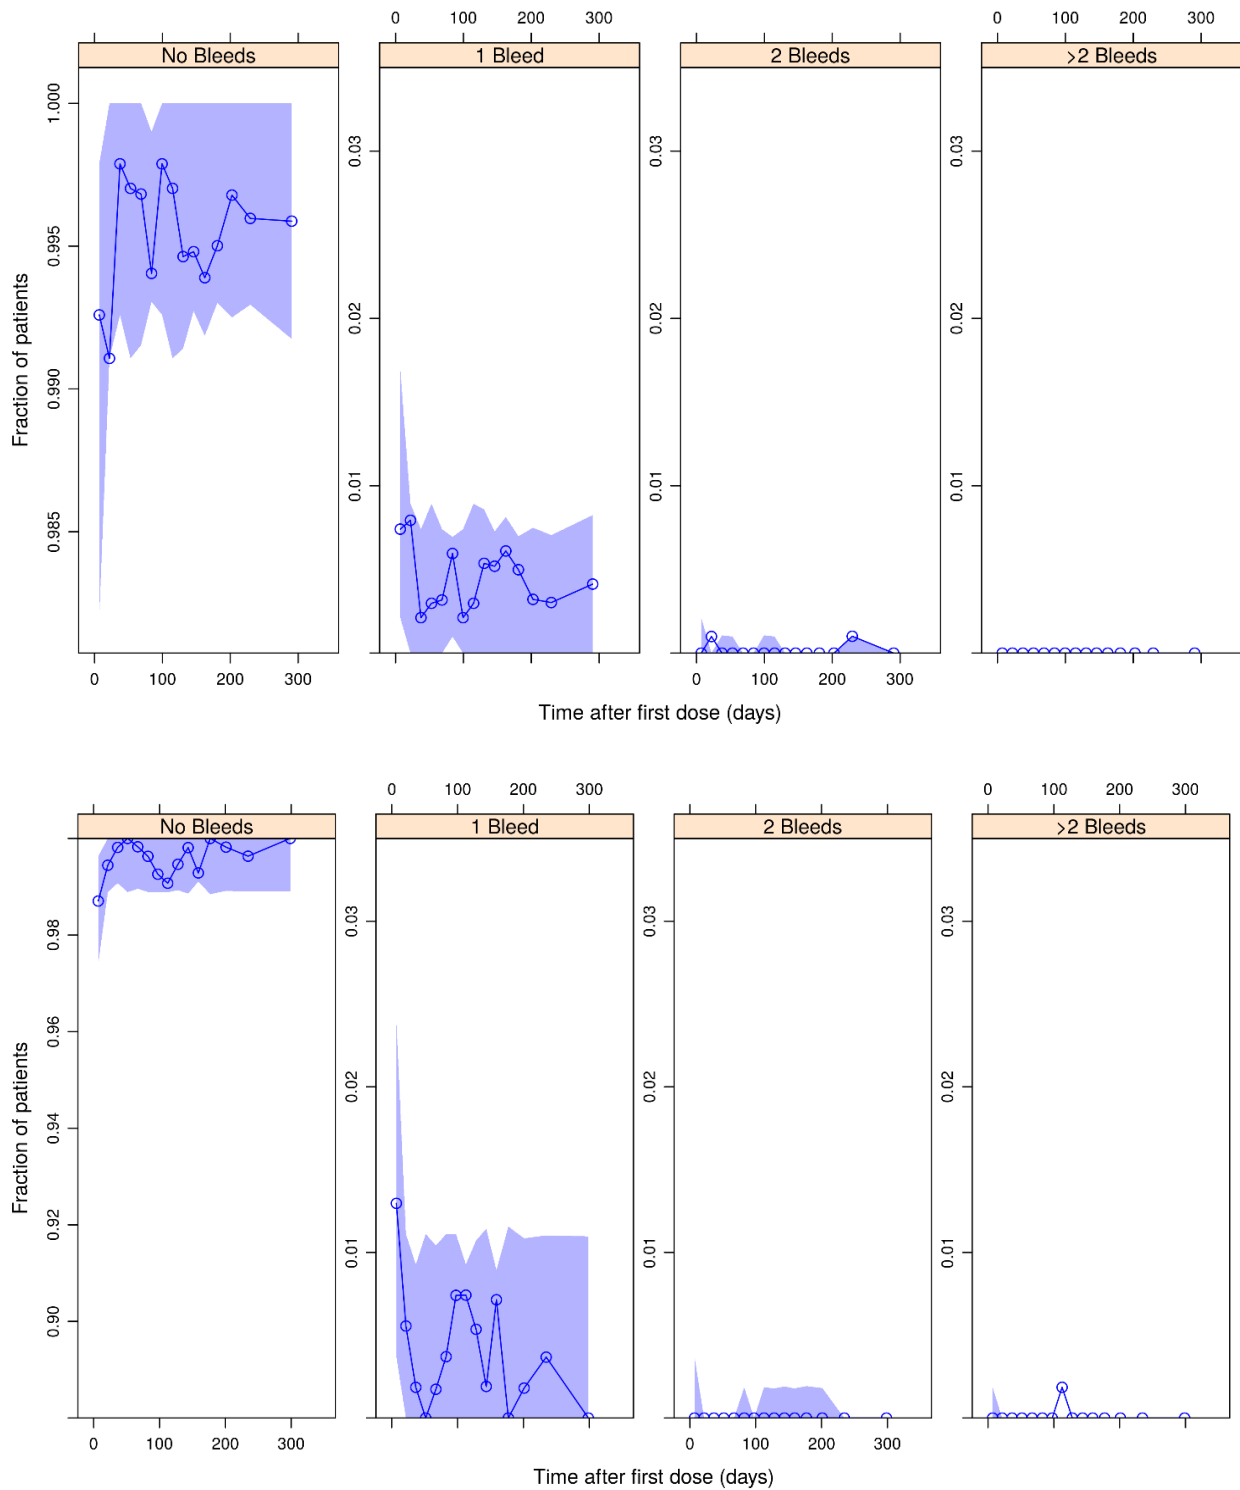 0 100 200 300 0 100 200 300
No Bleeds 1 Bleed 2 Bleeds >2 Bleeds
Fraction of patients
1.000
0.995
0.990
0.985
0.03
0.02
0.01
0.03
0.02
0.01
0.03
0.02
0.01
0 100 200 300 0 100 200 300
Time after first dose (days)
0 100 200 300 0 100 200 300
No Bleeds 1 Bleed 2 Bleeds >2 Bleeds
Fraction of patients
0.98
0.96
0.94
0.92
0.90
0.03
0.02
0.01
0.03
0.02
0.01
0.03
0.02
0.01
0 100 200 300 0 100 200 300
Time after first dose (days)